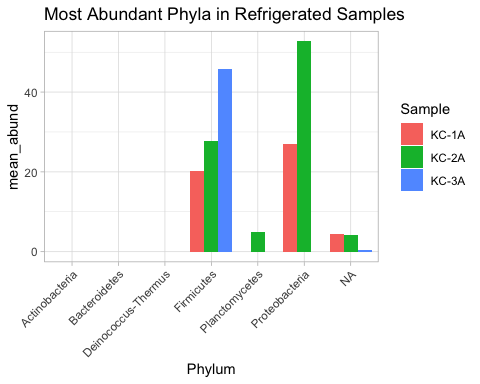 Most Abundant Phyla in Refrigerated Samples
mean_abund
40
20
0
Actinobacteria
Bacteroidetes
Deinococcus-Thermus
Firmicutes
Planctomycetes
Proteobacteria
NA
Phylum
Sample
KC-1A
KC-2A
KC-3A